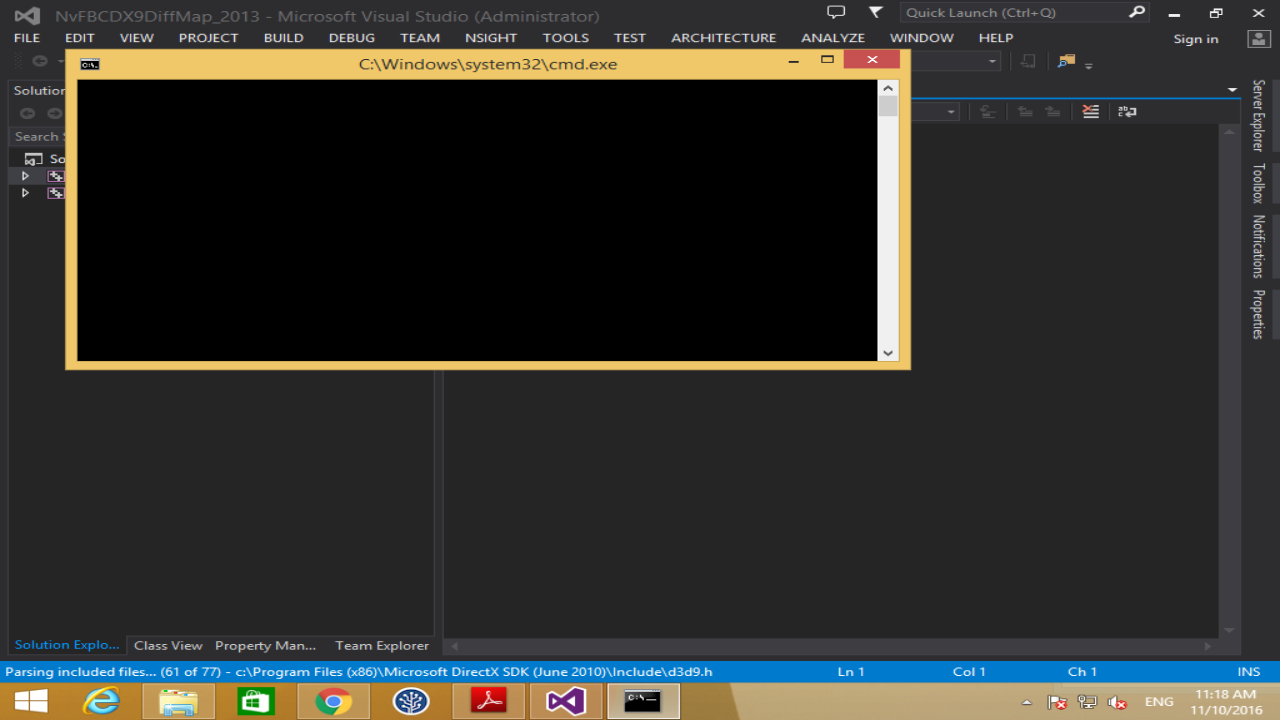 NvFBCDX9DiffMap_2013 - Microsoft Visual Studio (Administrator)
Quick Launch (Ctrl+Q)
FILE EDIT VIEW PROJECT BUILD DEBUG TEAM NSIGHT TOOLS TEST ARCHITECTURE ANALYZE WINDOW HELP
Sign in
C:\Windows\system32\cmd.exe
Solution
Search S
So
Server Explorer
Toolbox
Notifications
Properties
Solution Explo... Class View Property Man... Team Explorer
Parsing included files... (61 of 77) - c:\Program Files (x86)\Microsoft DirectX SDK (June 2010)\Include\d3d9.h Ln 1 Col 1 Ch 1 INS
ENG
11:18 AM
11/10/2016